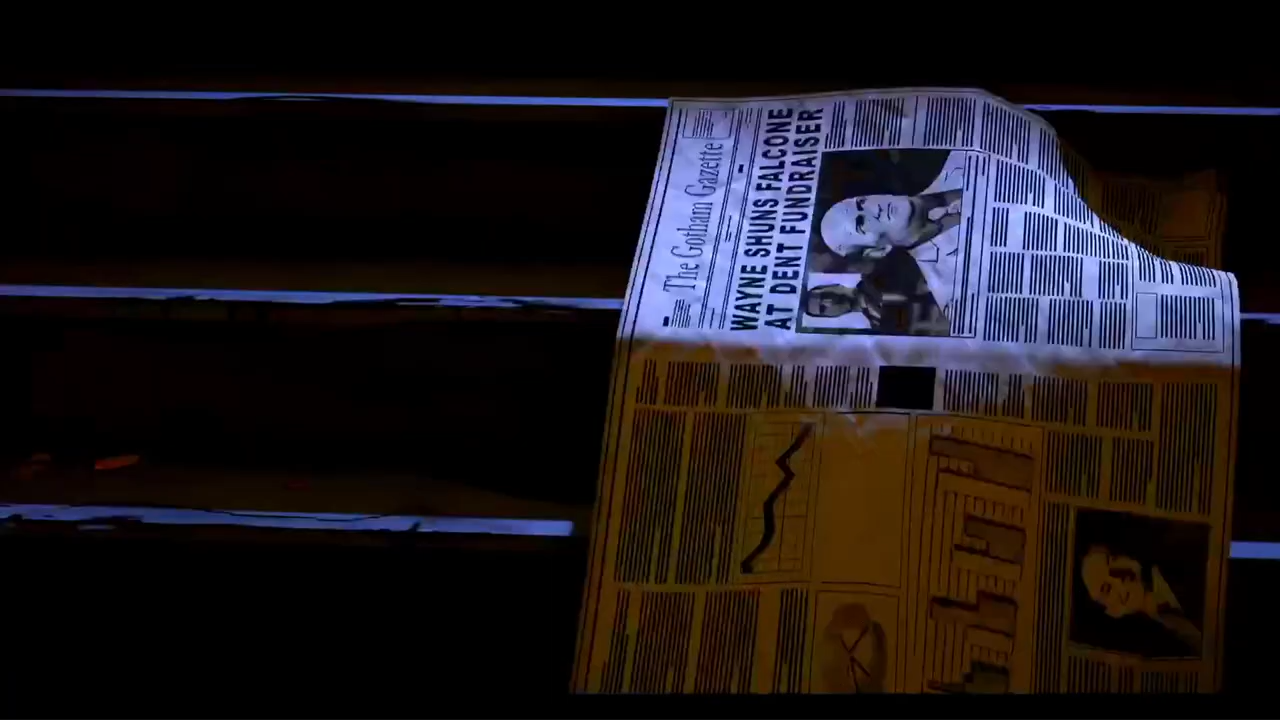 The Gotham Gazette
WAYNE SHUNS FALCONE
AT DENT FUNDRAISER